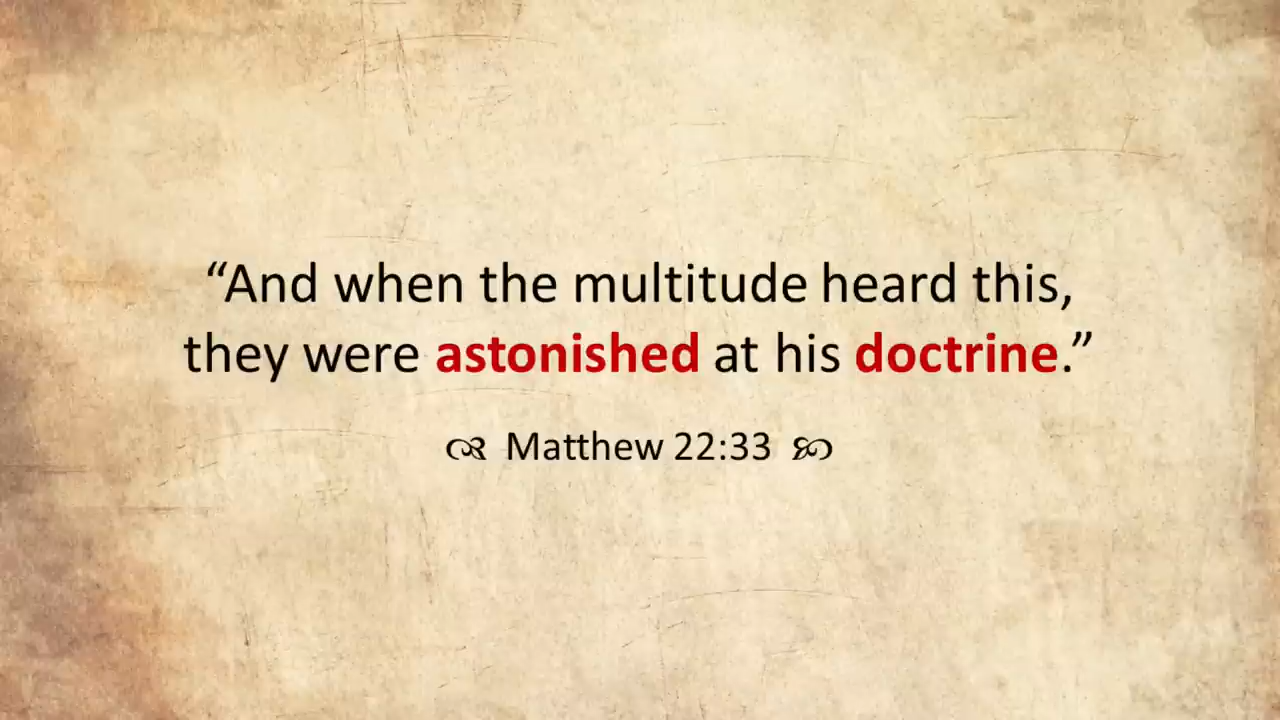 “And when the multitude heard this,
they were astonished at his doctrine.”
Matthew 22:33